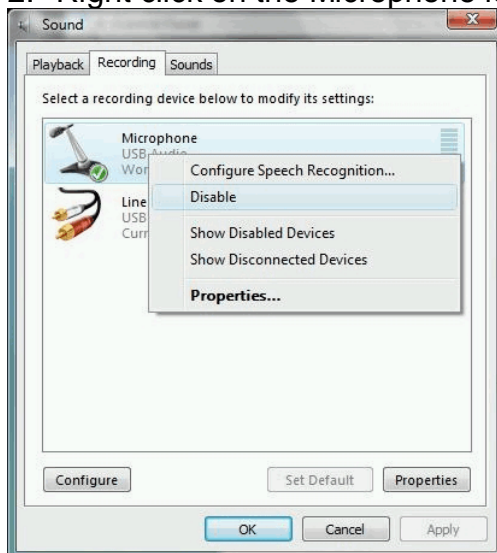 2. Right click on the Microphone
Sound
Playback Recording Sounds
Select a recording device below to modify its settings:
Microphone
USB Audio
Wor
Configure Speech Recognition...
Disable
Line
USB
Curr
Show Disabled Devices
Show Disconnected Devices
Properties...
Configure Set Default Properties
OK Cancel Apply